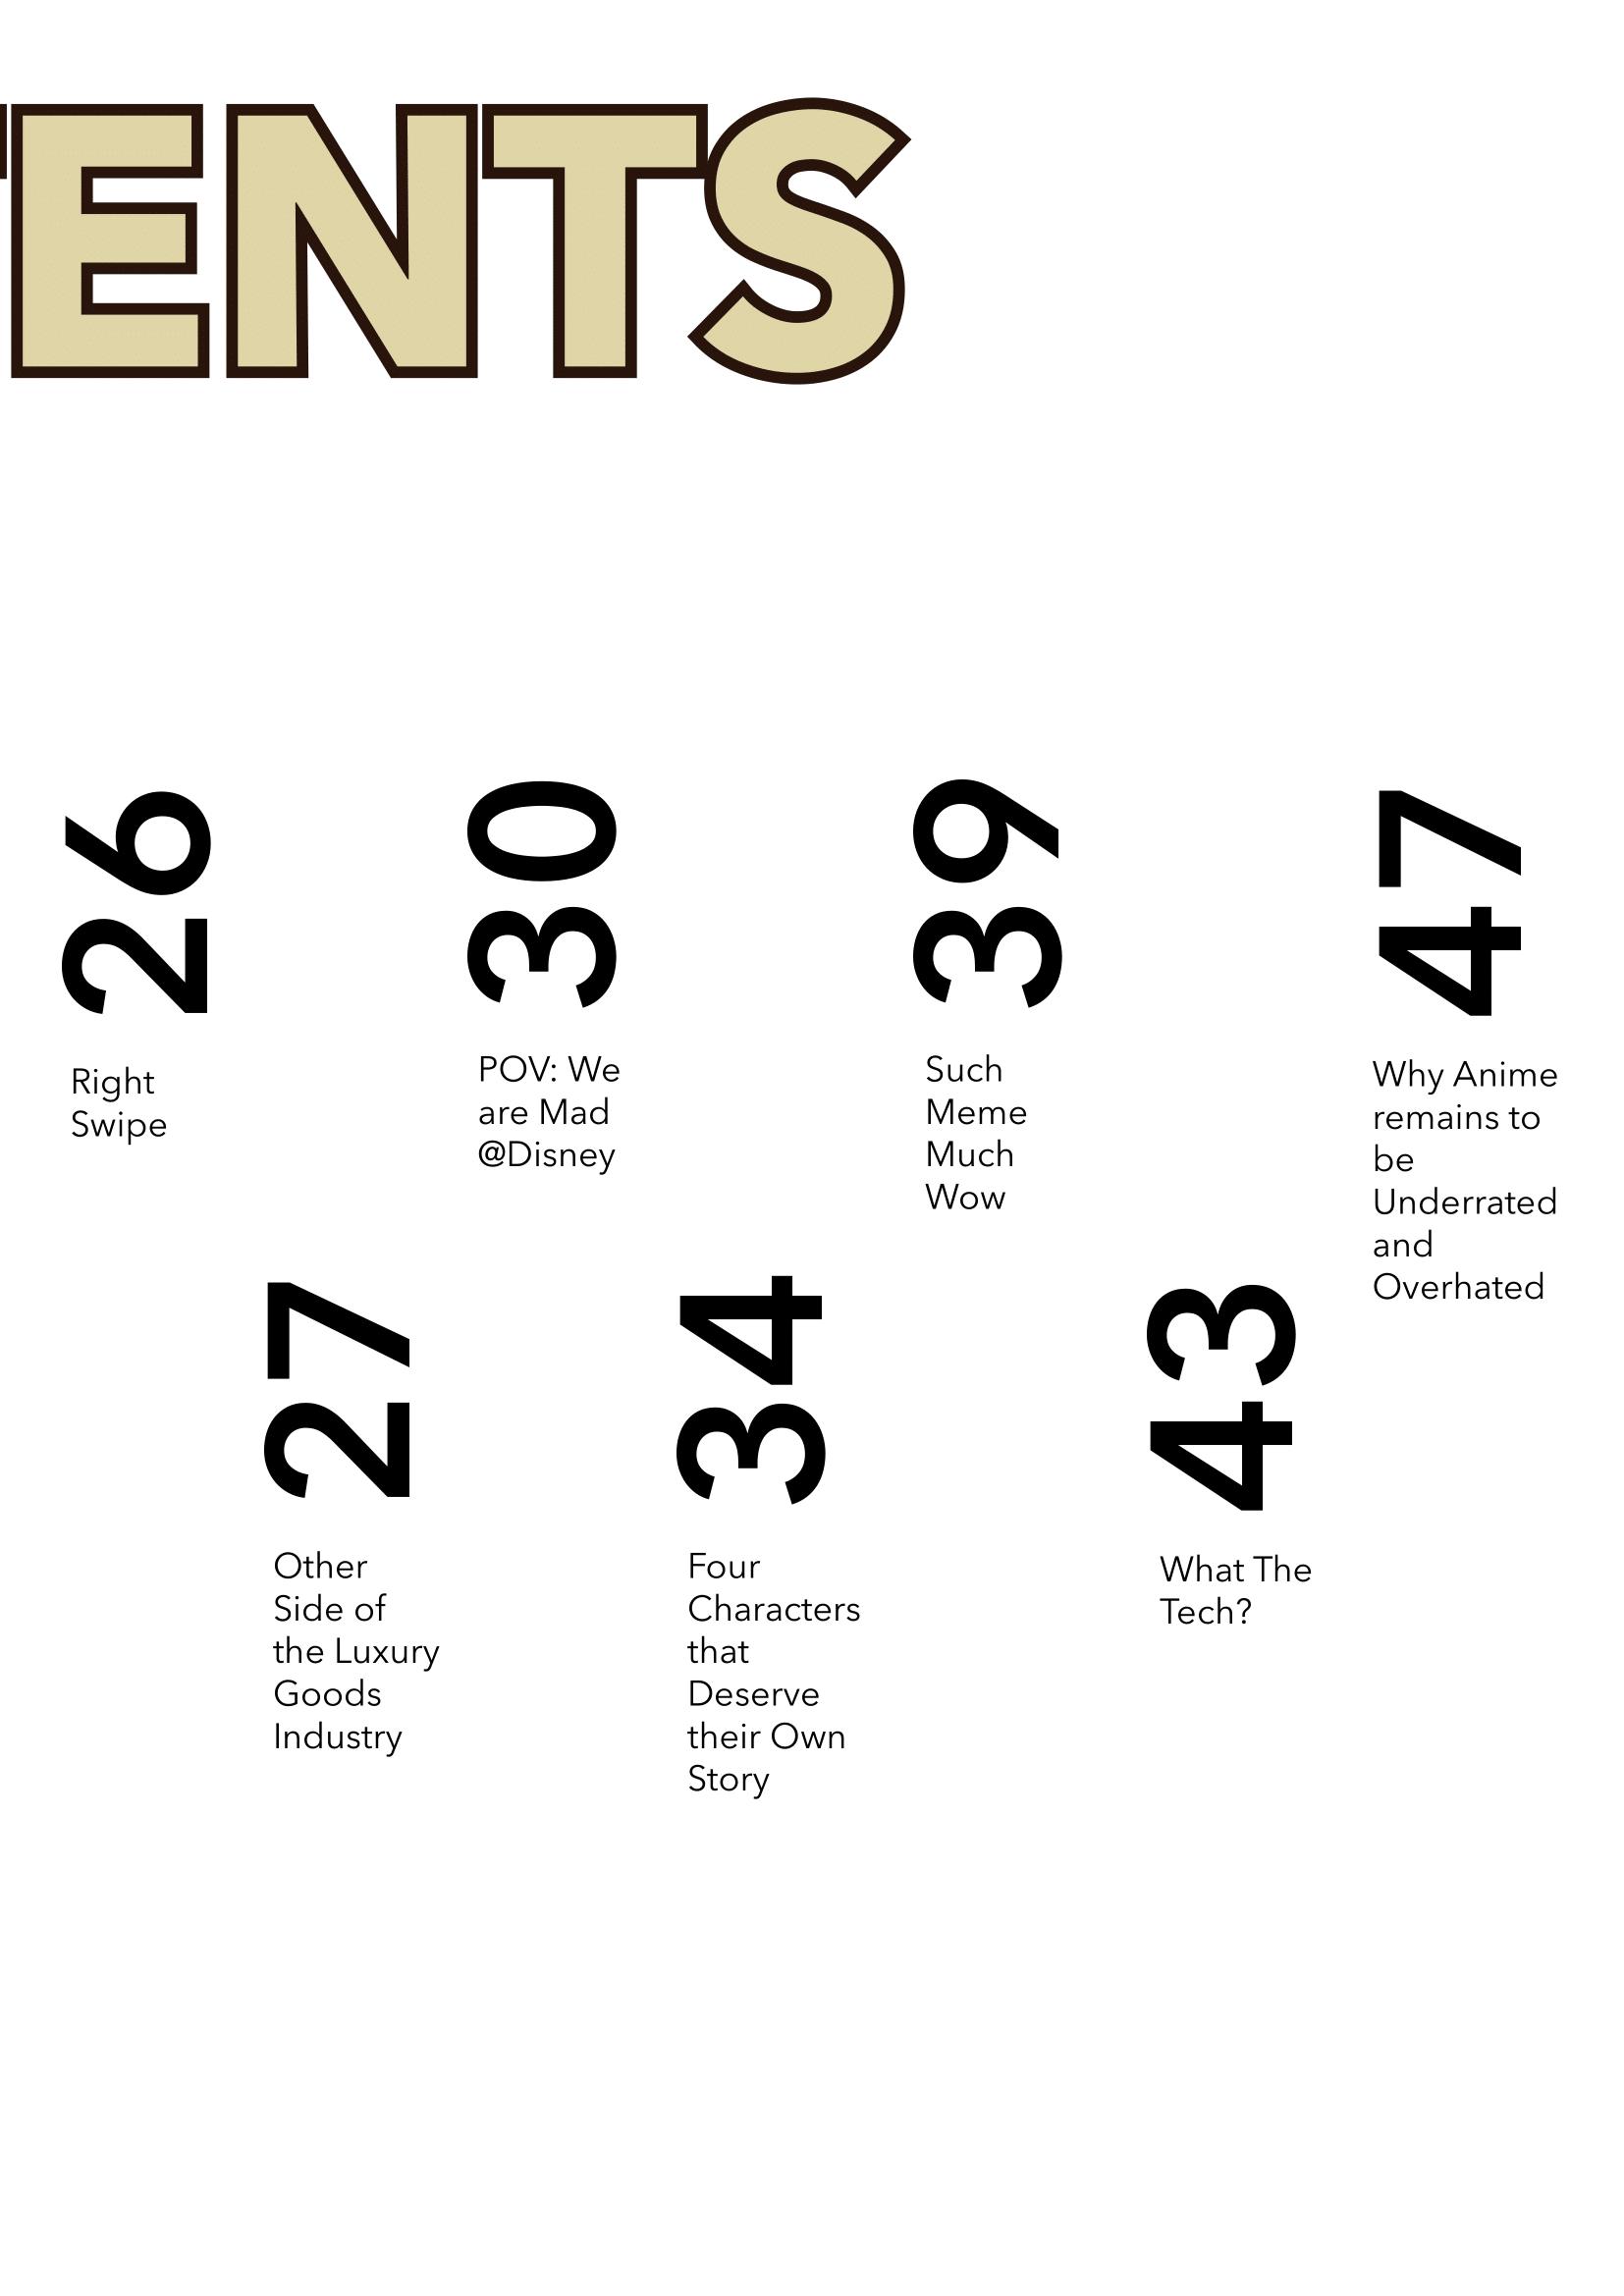 ENTS
26
Right
Swipe
30
POV: We
are Mad
@Disney
39
Such
Meme
Much
Wow
47
Why Anime
remains to
be
Underrated
and
Overhated
27
Other
Side of
the Luxury
Goods
Industry
34
Four
Characters
that
Deserve
their Own
Story
43
What The
Tech?